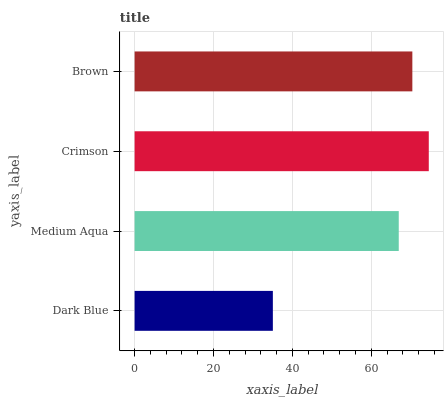 title
Brown
Crimson
Medium Aqua
Dark Blue
yaxis_label
0 20 40 60
xaxis_label